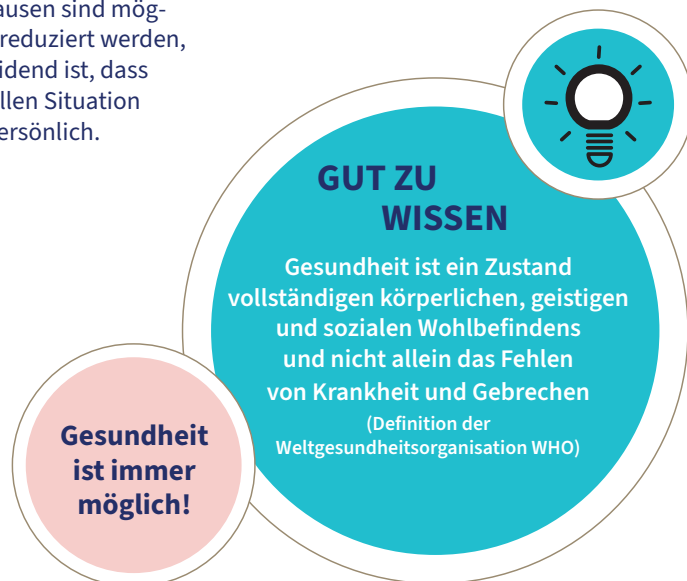 ausen sind mög-
reduziert werden,
idend ist, dass
llen Situation
ersönlich.
GUT ZU
WISSEN
Gesundheit ist ein Zustand
vollständigen körperlichen, geistigen
und sozialen Wohlbefindens
und nicht allein das Fehlen
von Krankheit und Gebrechen
(Definition der
Weltgesundheitsorganisation WHO)
Gesundheit
ist immer
möglich!